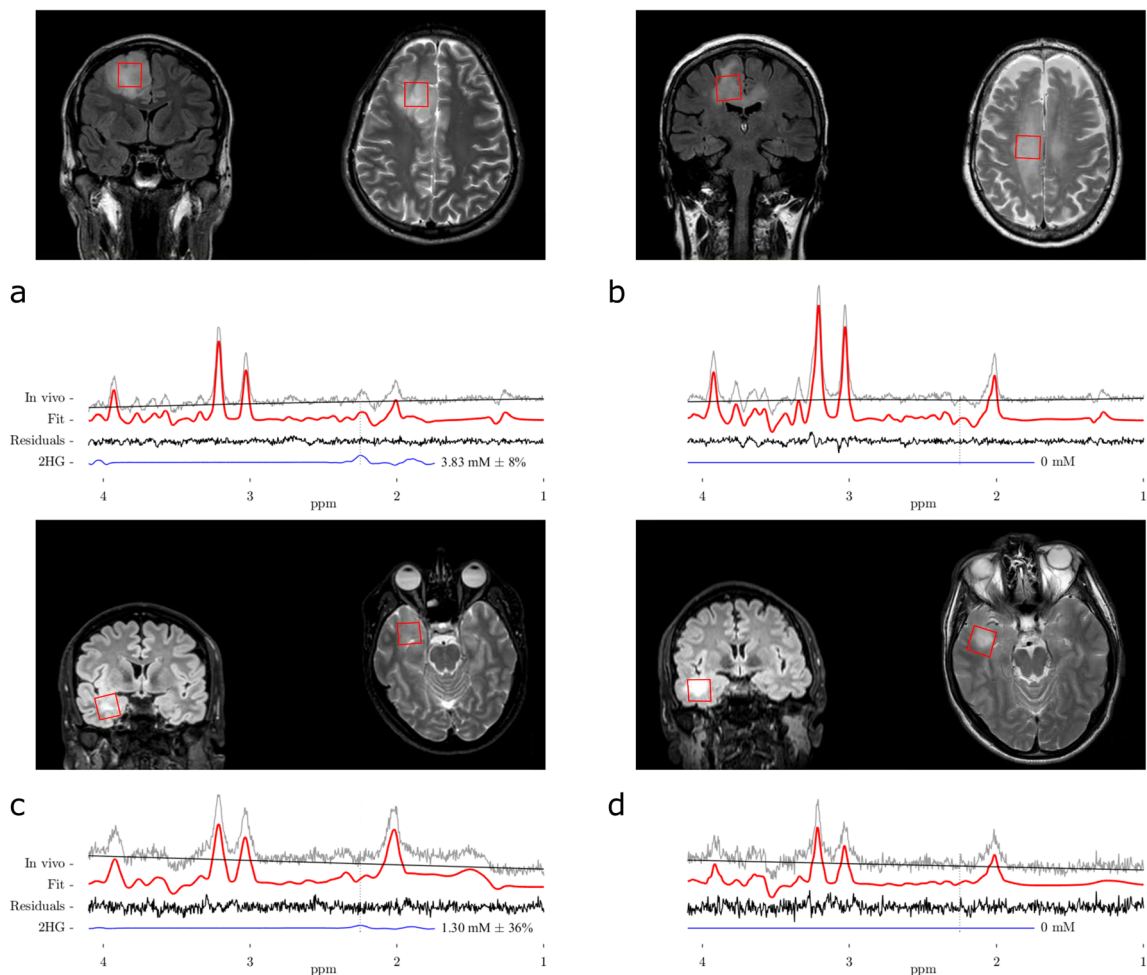 a
b
In vivo -
Fit -
Residuals -
2HG -
3.83 mM ± 8%
0 mM
4 3 2 1
ppm
4 3 2 1
ppm
c
d
In vivo -
Fit -
Residuals -
2HG -
1.30 mM ± 36%
0 mM
4 3 2 1
ppm
4 3 2 1
ppm